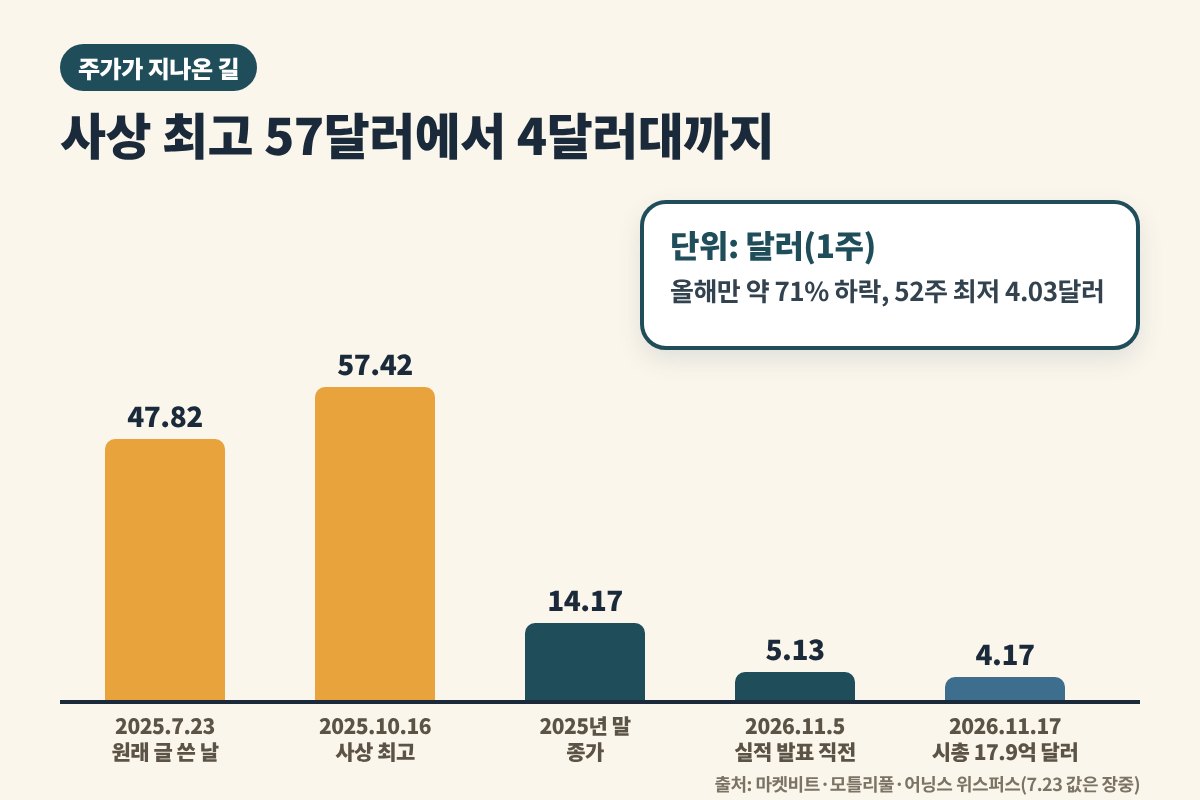 주가가 지나온 길
사상 최고 57달러에서 4달러대까지
단위: 달러(1주)
올해만 약 71% 하락, 52주 최저 4.03달러
47.82
57.42
14.17
5.13
4.17
2025.7.23
원래 글 쓴 날
2025.10.16
사상 최고
2025년 말
종가
2026.11.5
실적 발표 직전
2026.11.17
시총 17.9억 달러
출처: 마켓비트·모틀리풀·어닝스 위스퍼스(7.23 값은 장중)